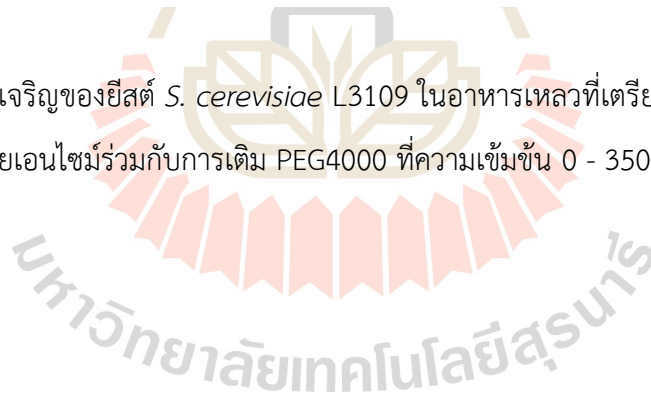 เจริญของยีสต์ S. cerevisiae L3109 ในอาหารเหลวที่เตรีย
ยเอนไซม์ร่วมกับการเติม PEG4000 ที่ความเข้มข้น 0 - 350
หาวิทยาลัยเทคโนโลยีสุรนาร